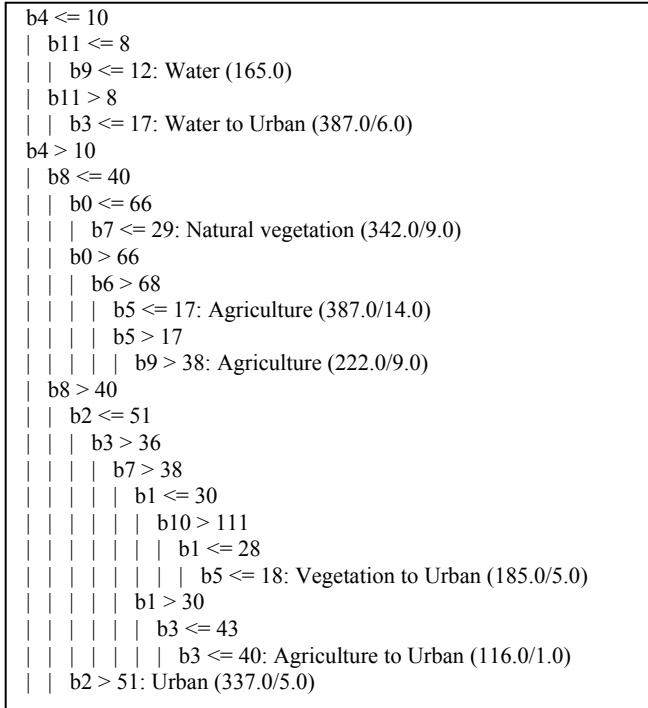 b4 <= 10
| b11 <= 8
| | b9 <= 12: Water (165.0)
| b11 > 8
| | b3 <= 17: Water to Urban (387.0/6.0)
b4 > 10
| b8 <= 40
| | b0 <= 66
| | | b7 <= 29: Natural vegetation (342.0/9.0)
| | b0 > 66
| | | b6 > 68
| | | | b5 <= 17: Agriculture (387.0/14.0)
| | | | b5 > 17
| | | | | b9 > 38: Agriculture (222.0/9.0)
| b8 > 40
| | b2 <= 51
| | | b3 > 36
| | | | b7 > 38
| | | | | b1 <= 30
| | | | | | b10 > 111
| | | | | | | b1 <= 28
| | | | | | | | b5 <= 18: Vegetation to Urban (185.0/5.0)
| | | | | b1 > 30
| | | | | | b3 <= 43
| | | | | | | b3 <= 40: Agriculture to Urban (116.0/1.0)
| | b2 > 51: Urban (337.0/5.0)